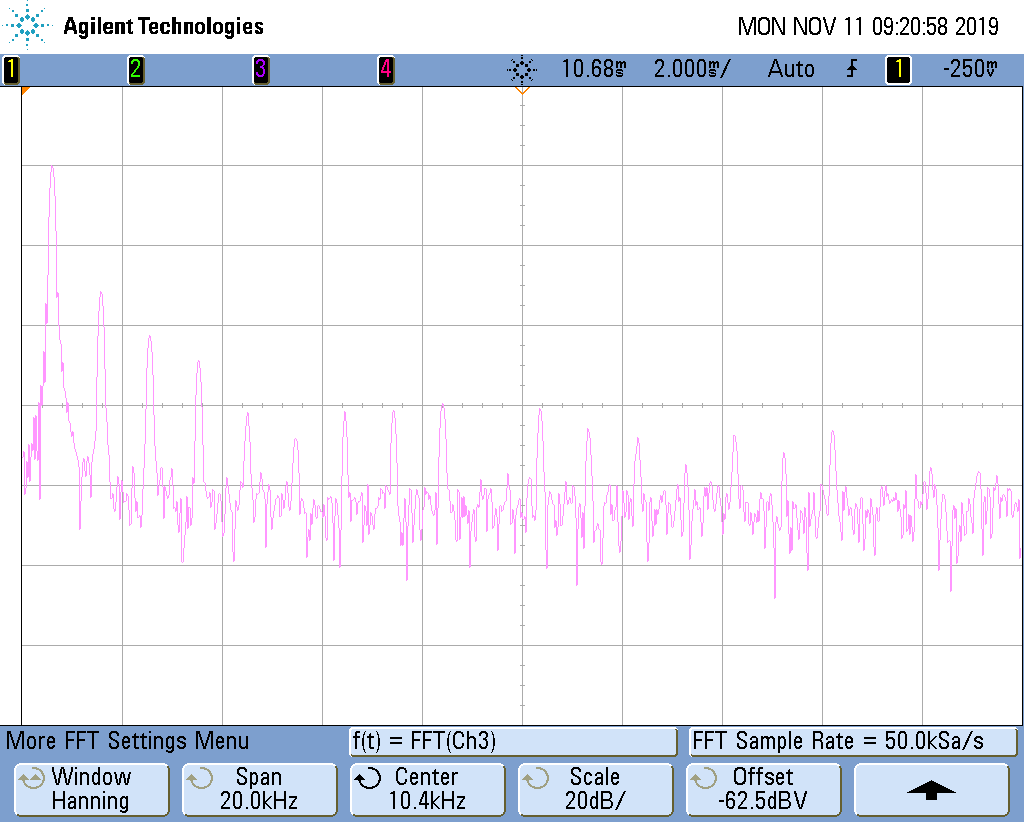 Agilent Technologies MON NOV 11 09:20:58 2019
1 2 3 4 10.68ms 2.000ms/ Auto 1 -250mV
More FFT Settings Menu f(t) = FFT(Ch3) FFT Sample Rate = 50.0kSa/s
Window Span Center Scale Offset
Hanning 20.0kHz 10.4kHz 20dB/ -62.5dBV